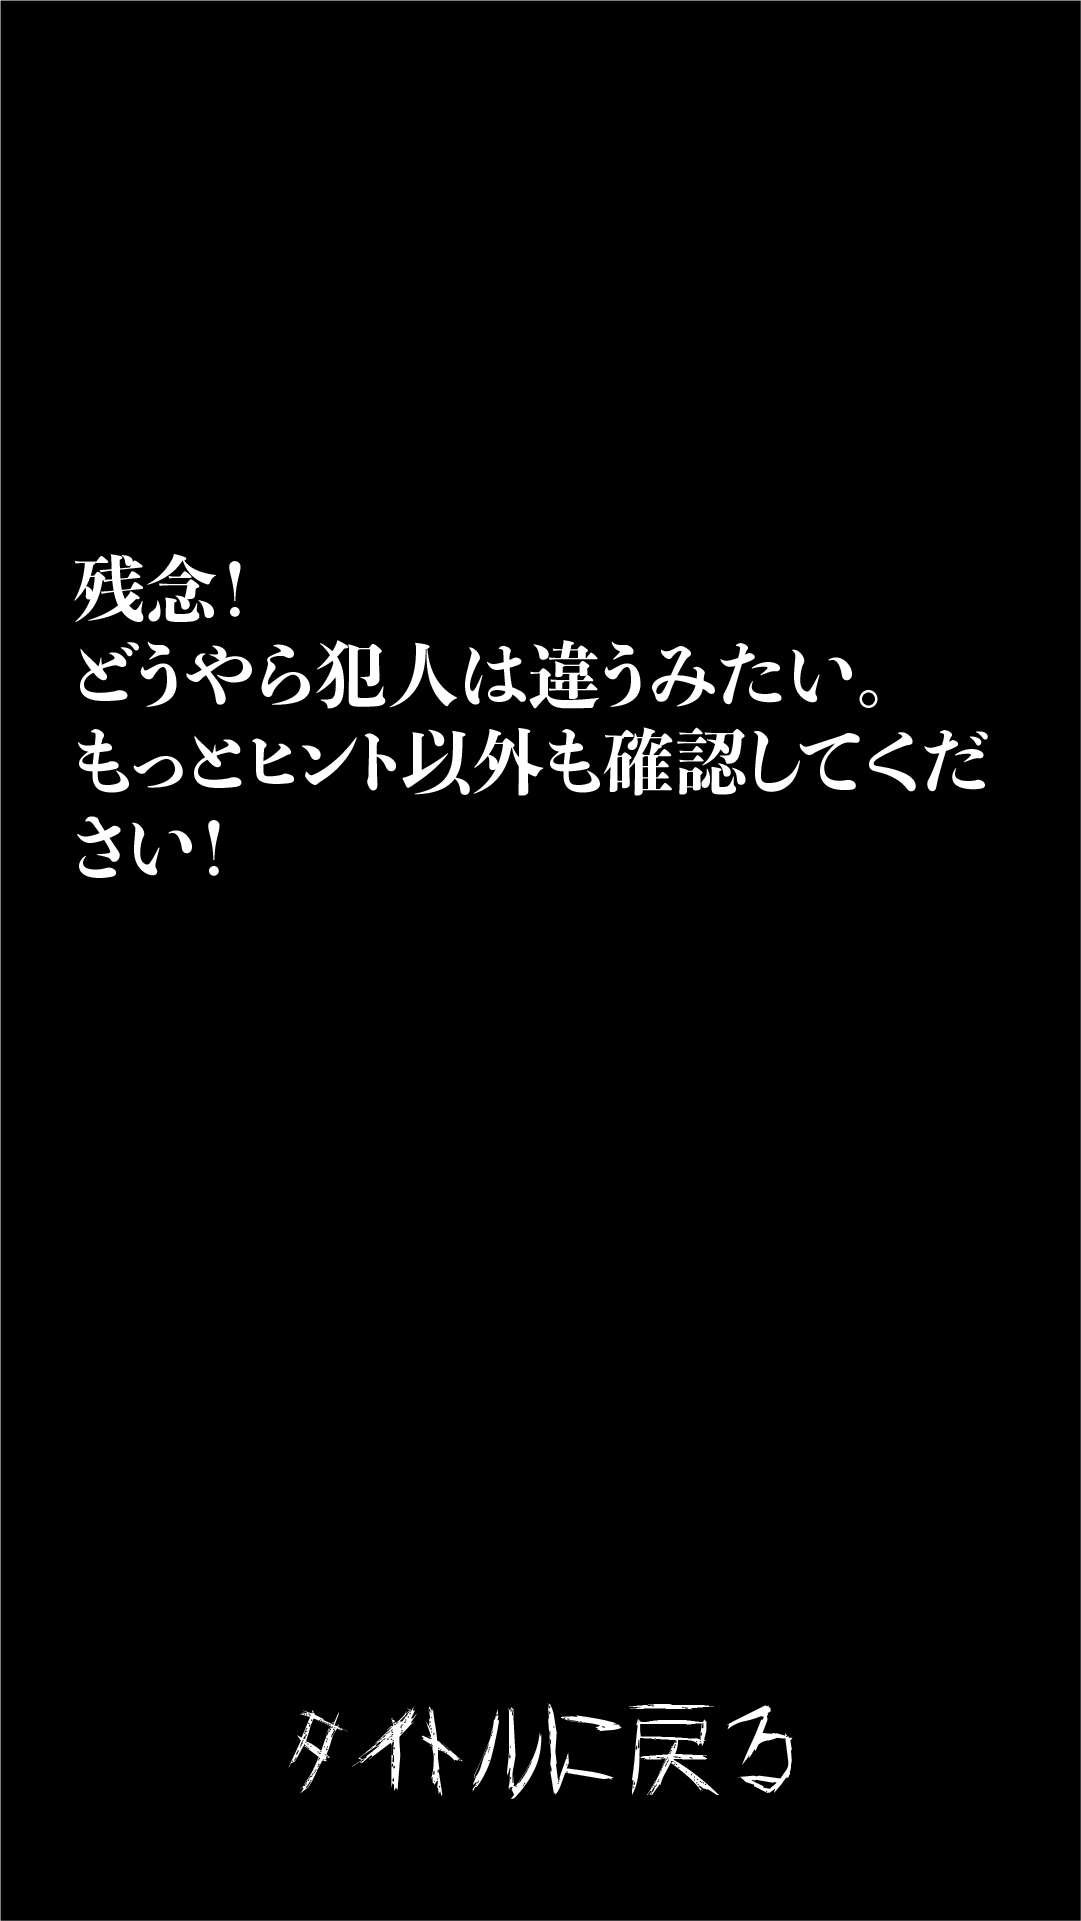 残念！
どうやら犯人は違うみたい。
もっとヒント以外も確認してくだ
さい！
タイトルに戻る